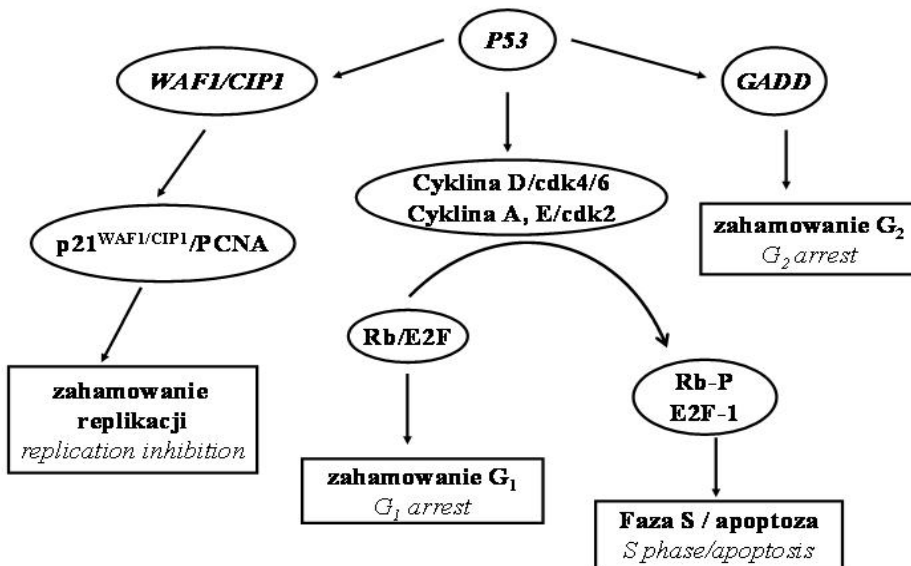 P53
WAF1/CIP1
GADD
Cyklina D/cdk4/6
Cyklina A, E/cdk2
zahamowanie G₂
G₂ arrest
p21ᵂᴬᶠ¹/ᶜᴵᴾ¹/PCNA
Rb/E2F
Rb-P
E2F-1
zahamowanie
replikacji
replication inhibition
zahamowanie G₁
G₁ arrest
Faza S / apoptoza
S phase/apoptosis